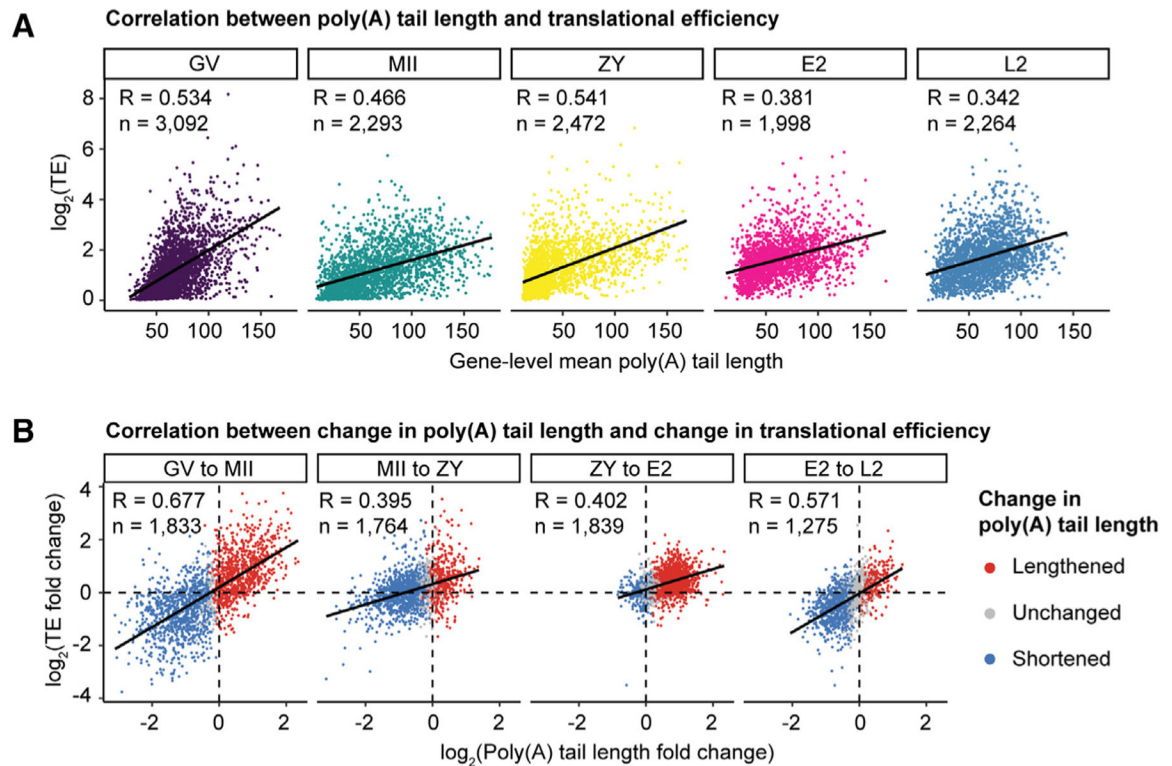 A
Correlation between poly(A) tail length and translational efficiency
GV MII ZY E2 L2
R = 0.534 R = 0.466 R = 0.541 R = 0.381 R = 0.342
n = 3,092 n = 2,293 n = 2,472 n = 1,998 n = 2,264
log2(TE)
8
6
4
2
0
50 100 150 50 100 150 50 100 150 50 100 150 50 100 150
Gene-level mean poly(A) tail length
B
Correlation between change in poly(A) tail length and change in translational efficiency
GV to MII MII to ZY ZY to E2 E2 to L2
R = 0.677 R = 0.395 R = 0.402 R = 0.571
n = 1,833 n = 1,764 n = 1,839 n = 1,275
log2(TE fold change)
4
2
0
-2
-4
-2 0 2 -2 0 2 -2 0 2 -2 0 2
log2(Poly(A) tail length fold change)
Change in
poly(A) tail length
Lengthened
Unchanged
Shortened